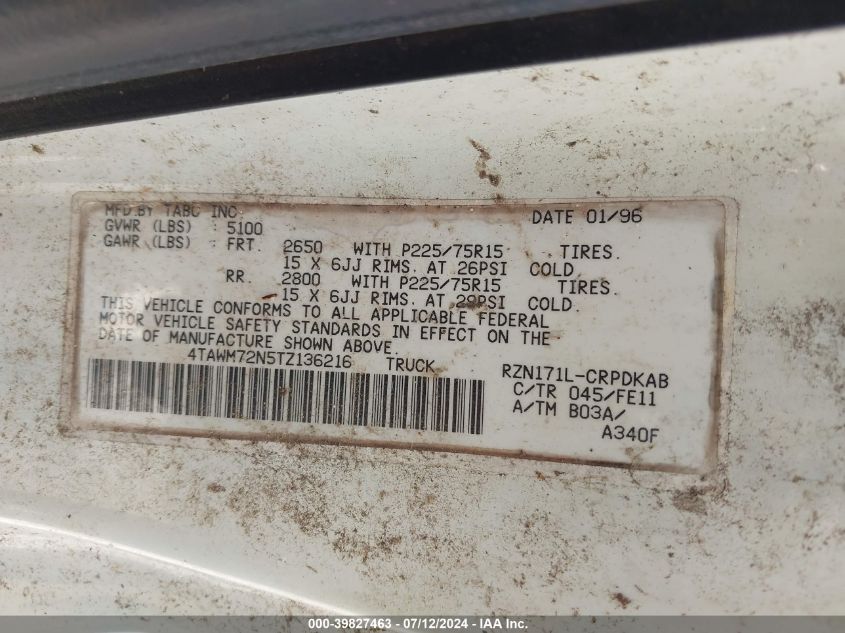 MFD.BY TABC INC DATE 01/96
GVWR (LBS) : 5100
GAWR (LBS) : FRT. 2650 WITH P225/75R15 TIRES.
15 X 6JJ RIMS. AT 26PSI COLD
RR. 2800 WITH P225/75R15 TIRES.
15 X 6JJ RIMS. AT 29PSI COLD.
THIS VEHICLE CONFORMS TO ALL APPLICABLE FEDERAL
MOTOR VEHICLE SAFETY STANDARDS IN EFFECT ON THE
DATE OF MANUFACTURE SHOWN ABOVE.
4TAWM72N5TZ136216 TRUCK RZN171L-CRPDKAB
C/TR 045/FE11
A/TM B03A/
A340F
000-39827463 - 07/12/2024 - IAA Inc.